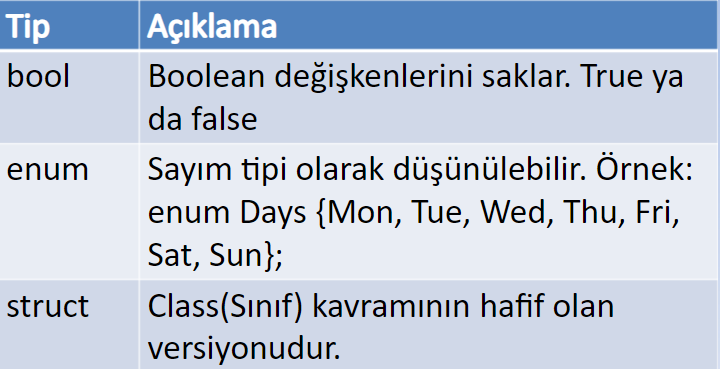 Tip Açıklama
bool Boolean değişkenlerini saklar. True ya
da false
enum Sayım tipi olarak düşünülebilir. Örnek:
enum Days {Mon, Tue, Wed, Thu, Fri,
Sat, Sun};
struct Class(Sınıf) kavramının hafif olan
versiyonudur.